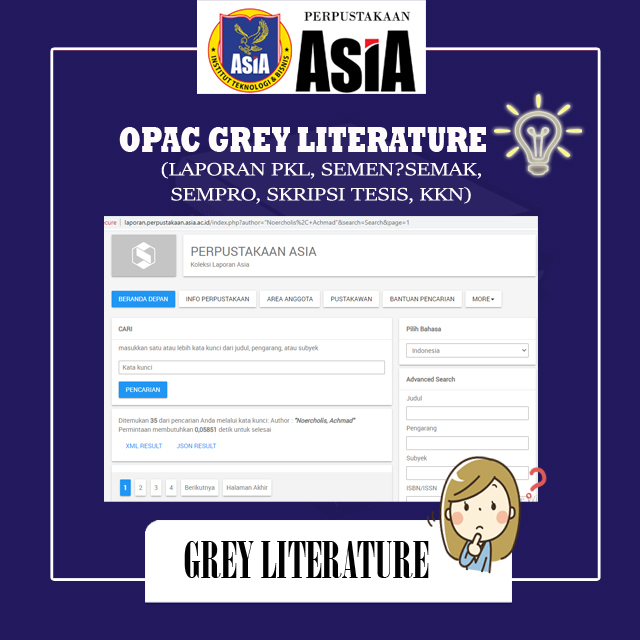 PERPUSTAKAAN
ASIA
ASIA
INSTITUT TEKNOLOGI & BISNIS
OPAC GREY LITERATURE
(LAPORAN PKL, SEMEN?SEMAK,
SEMPRO, SKRIPSI TESIS, KKN)
cure | laporan.perpustakaan.asia.ac.id/index.php?author="Noercholis%2C+Achmad"&search=Search&page=1
PERPUSTAKAAN ASIA
Koleksi Laporan Asia
BERANDA DEPAN INFO PERPUSTAKAAN AREA ANGGOTA PUSTAKAWAN BANTUAN PENCARIAN MORE
CARI
masukkan satu atau lebih kata kunci dari judul, pengarang, atau subyek
Kata kunci
PENCARIAN
Ditemukan 35 dari pencarian Anda melalui kata kunci: Author : "Noercholis, Achmad"
Permintaan membutuhkan 0,05851 detik untuk selesai
XML RESULT JSON RESULT
1 2 3 4 Berikutnya Halaman Akhir
Pilih Bahasa
Indonesia
Advanced Search
Judul
Pengarang
Subyek
ISBN/ISSN
?
GREY LITERATURE